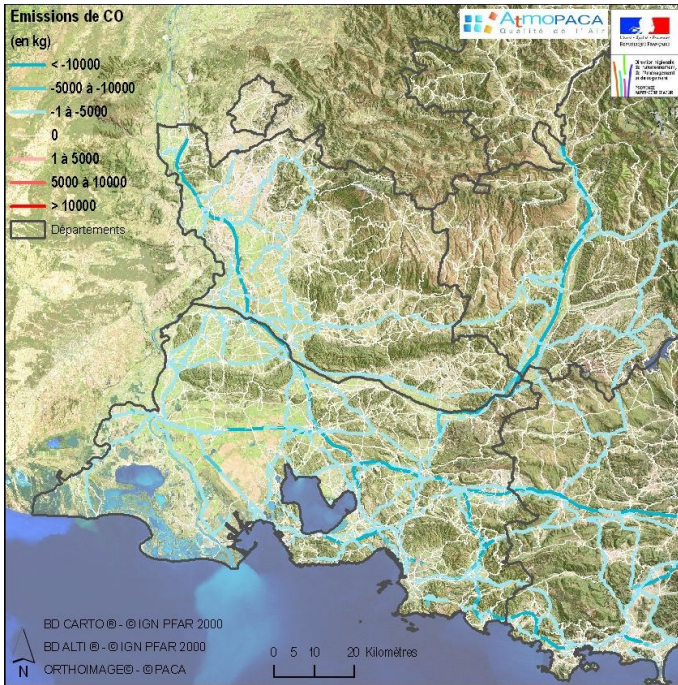 Emissions de CO
(en kg)
< -10000
-5000 à -10000
-1 à -5000
0
1 à 5000
5000 à 10000
> 10000
Départements
AtmoPACA
Qualité de l'Air
RÉPUBLIQUE FRANÇAISE
BD CARTO® - © IGN PFAR 2000
BD ALTI® - © IGN PFAR 2000
ORTHOIMAGE© - © PACA
N
0 5 10 20 Kilomètres